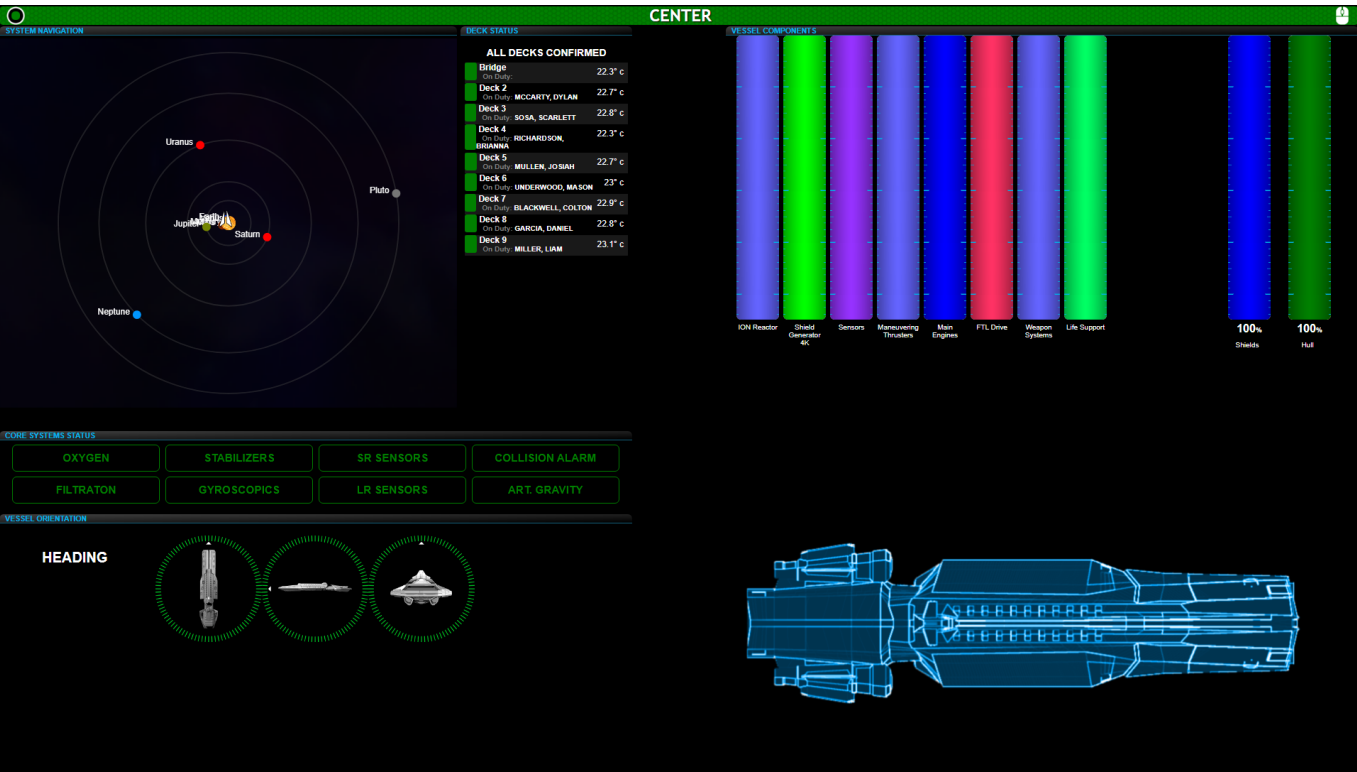 CENTER
SYSTEM NAVIGATION
Uranus
Pluto
Jupiter
Saturn
Neptune
DECK STATUS
ALL DECKS CONFIRMED
Bridge
On Duty:
22.3° c
Deck 2
On Duty: MCCARTY, DYLAN
22.7° c
Deck 3
On Duty: SOSA, SCARLETT
22.8° c
Deck 4
On Duty: RICHARDSON,
BRIANNA
22.3° c
Deck 5
On Duty: MULLEN, JOSIAH
22.7° c
Deck 6
On Duty: UNDERWOOD, MASON
23° c
Deck 7
On Duty: BLACKWELL, COLTON
22.9° c
Deck 8
On Duty: GARCIA, DANIEL
22.8° c
Deck 9
On Duty: MILLER, LIAM
23.1° c
VESSEL COMPONENTS
ION Reactor
Shield
Generator
4K
Sensors
Maneuvering
Thrusters
Main
Engines
FTL Drive
Weapon
Systems
Life Support
100%
Shields
100%
Hull
CORE SYSTEMS STATUS
OXYGEN
STABILIZERS
SR SENSORS
COLLISION ALARM
FILTRATON
GYROSCOPICS
LR SENSORS
ART. GRAVITY
VESSEL ORIENTATION
HEADING